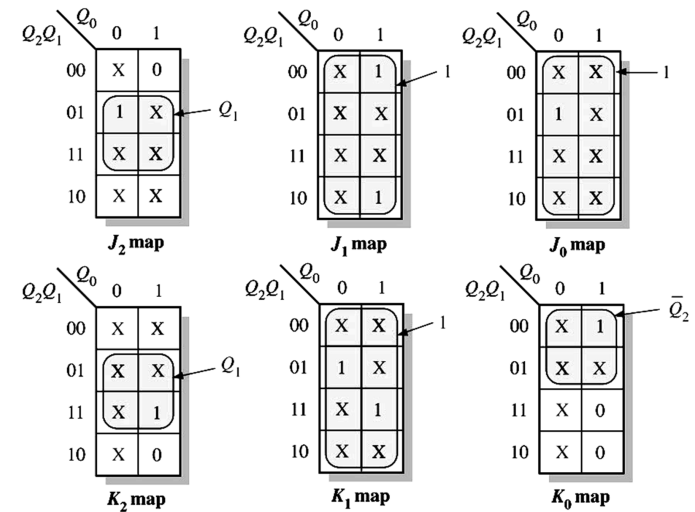 Q0
Q2Q1 0 1
00 X 0
01 1 X
Q1
11 X X
10 X X
J2 map
Q0
Q2Q1 0 1
00 X 1
1
01 X X
11 X X
10 X 1
J1 map
Q0
Q2Q1 0 1
00 X X
1
01 1 X
11 X X
10 X X
J0 map
Q0
Q2Q1 0 1
00 X X
01 X X
Q1
11 X 1
10 X 0
K2 map
Q0
Q2Q1 0 1
00 X X
1
01 1 X
11 X 1
10 X X
K1 map
Q0
Q2Q1 0 1
00 X 1
Q̅2
01 X X
11 X 0
10 X 0
K0 map